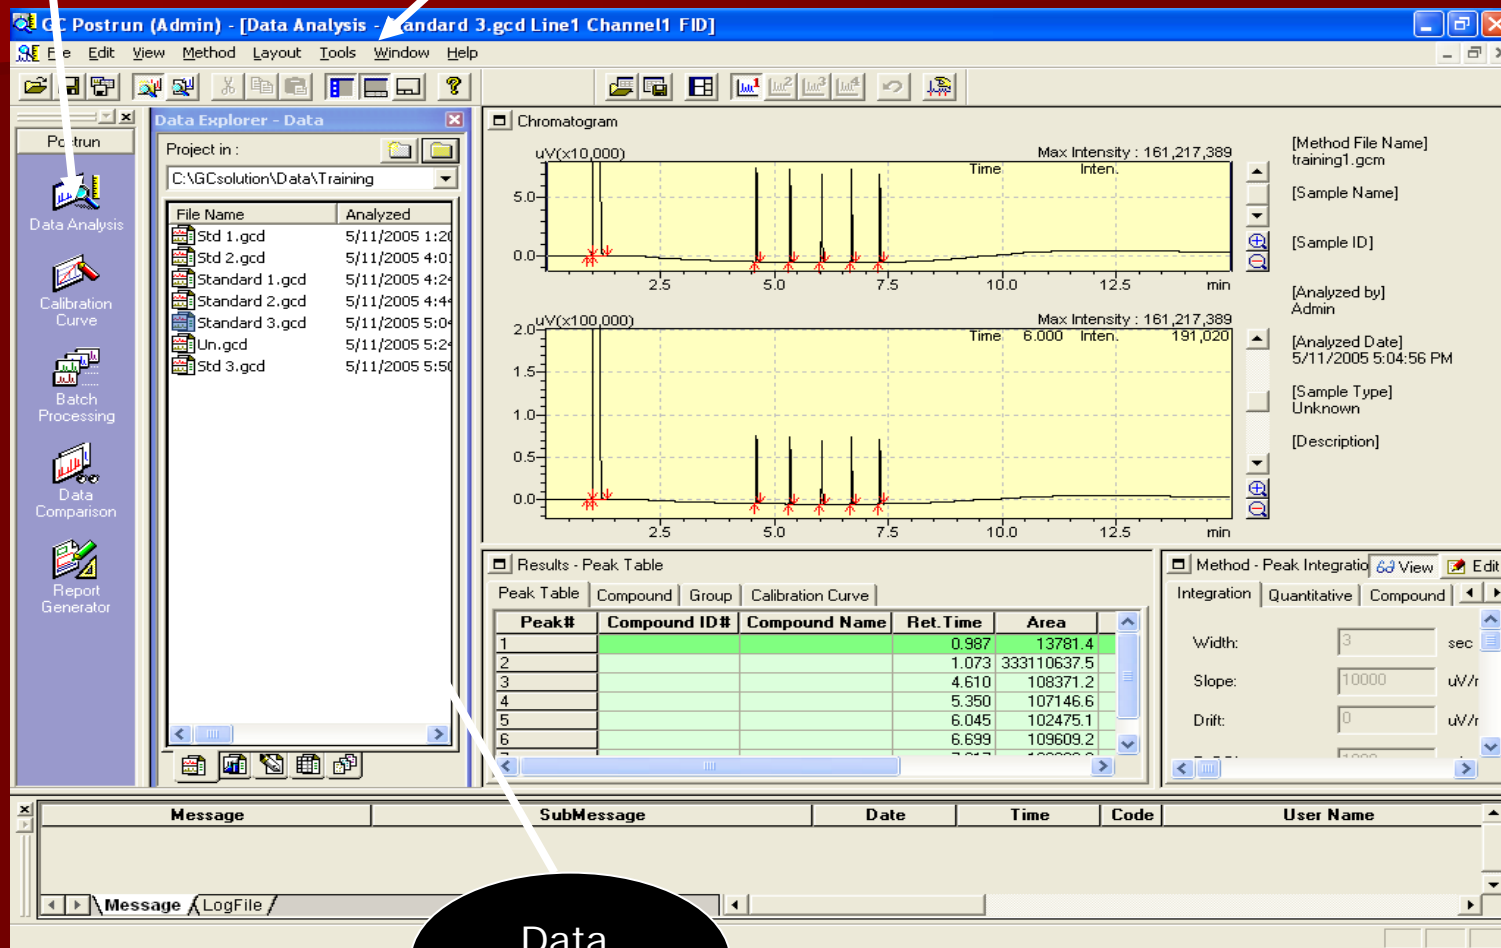 GC Postrun (Admin) - [Data Analysis - Standard 3.gcd Line1 Channel1 FID]
File Edit View Method Layout Tools Window Help
Postrun
Data Analysis
Calibration
Curve
Batch
Processing
Data
Comparison
Report
Generator
Data Explorer - Data
Project in :
C:\GCsolution\Data\Training
File Name Analyzed
Std 1.gcd 5/11/2005 1:20
Std 2.gcd 5/11/2005 4:01
Standard 1.gcd 5/11/2005 4:24
Standard 2.gcd 5/11/2005 4:44
Standard 3.gcd 5/11/2005 5:04
Un.gcd 5/11/2005 5:24
Std 3.gcd 5/11/2005 5:50
Chromatogram
uV(x10,000) Max Intensity : 161,217,389
Time Inten.
5.0
0.0
2.5 5.0 7.5 10.0 12.5 min
uV(x100,000) Max Intensity : 161,217,389
Time 6.000 Inten. 191,020
2.0
1.5
1.0
0.5
0.0
2.5 5.0 7.5 10.0 12.5 min
[Method File Name]
training1.gcm
[Sample Name]
[Sample ID]
[Analyzed by]
Admin
[Analyzed Date]
5/11/2005 5:04:56 PM
[Sample Type]
Unknown
[Description]
Results - Peak Table
Peak Table Compound Group Calibration Curve
Peak# Compound ID# Compound Name Ret.Time Area
1 0.987 13781.4
2 1.073 333110637.5
3 4.610 108371.2
4 5.350 107146.6
5 6.045 102475.1
6 6.699 109609.2
Method - Peak Integratio View Edit
Integration Quantitative Compound
Width: 3 sec
Slope: 10000 uV/
Drift: 0 uV/
Message SubMessage Date Time Code User Name
Message LogFile
Data